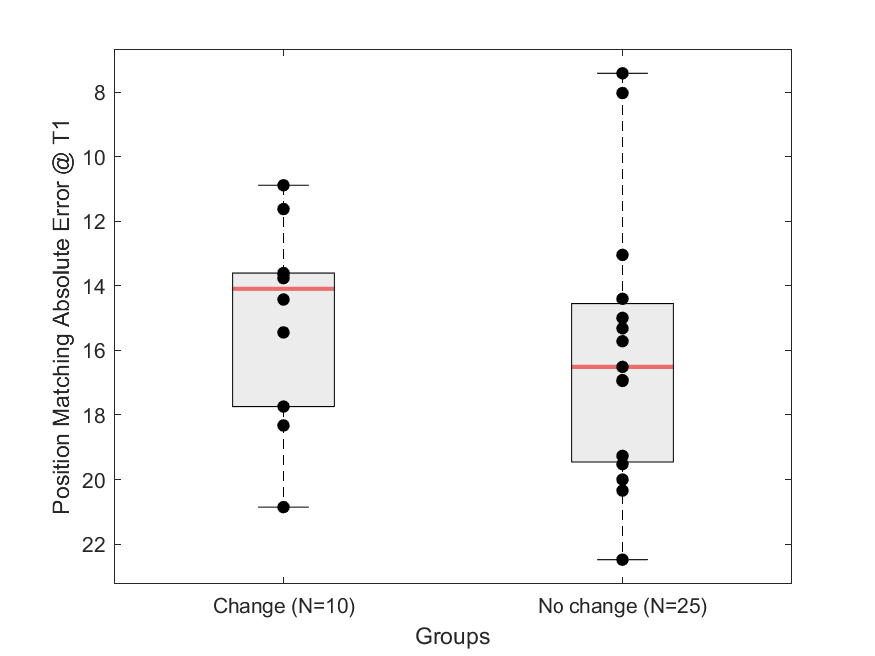 Position Matching Absolute Error @ T1
8
10
12
14
16
18
20
22
Change (N=10)
No change (N=25)
Groups